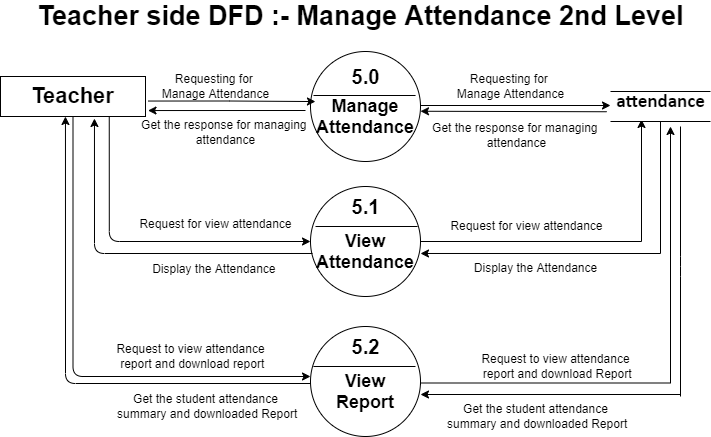 Teacher side DFD :- Manage Attendance 2nd Level
Teacher
Requesting for
Manage Attendance
Get the response for managing
attendance
5.0
Manage
Attendance
Requesting for
Manage Attendance
Get the response for managing
attendance
attendance
Request for view attendance
Display the Attendance
5.1
View
Attendance
Request for view attendance
Display the Attendance
Request to view attendance
report and download report
Get the student attendance
summary and downloaded Report
5.2
View
Report
Request to view attendance
report and download Report
Get the student attendance
summary and downloaded Report